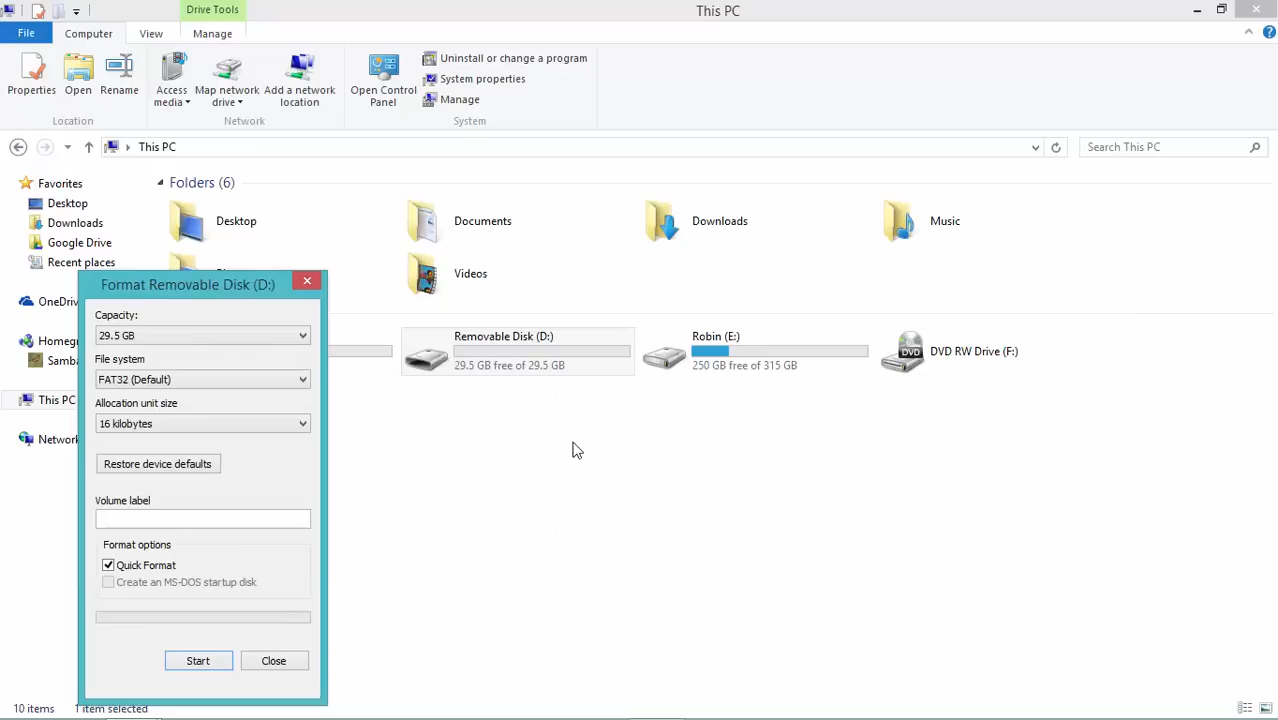 Drive Tools
This PC
File
Computer
View
Manage
Properties
Open
Rename
Access media
Map network drive
Add a network location
Open Control Panel
Uninstall or change a program
System properties
Manage
Location
Network
System
This PC
Search This PC
Favorites
Desktop
Downloads
Google Drive
Recent places
OneDriv
Homegr
Samba
This PC
Network
Folders (6)
Desktop
Documents
Downloads
Music
Videos
Removable Disk (D:)
29.5 GB free of 29.5 GB
Robin (E:)
250 GB free of 315 GB
DVD
DVD RW Drive (F:)
Format Removable Disk (D:)
Capacity:
29.5 GB
File system
FAT32 (Default)
Allocation unit size
16 kilobytes
Restore device defaults
Volume label
Format options
Quick Format
Create an MS-DOS startup disk
Start
Close
10 items
1 item selected